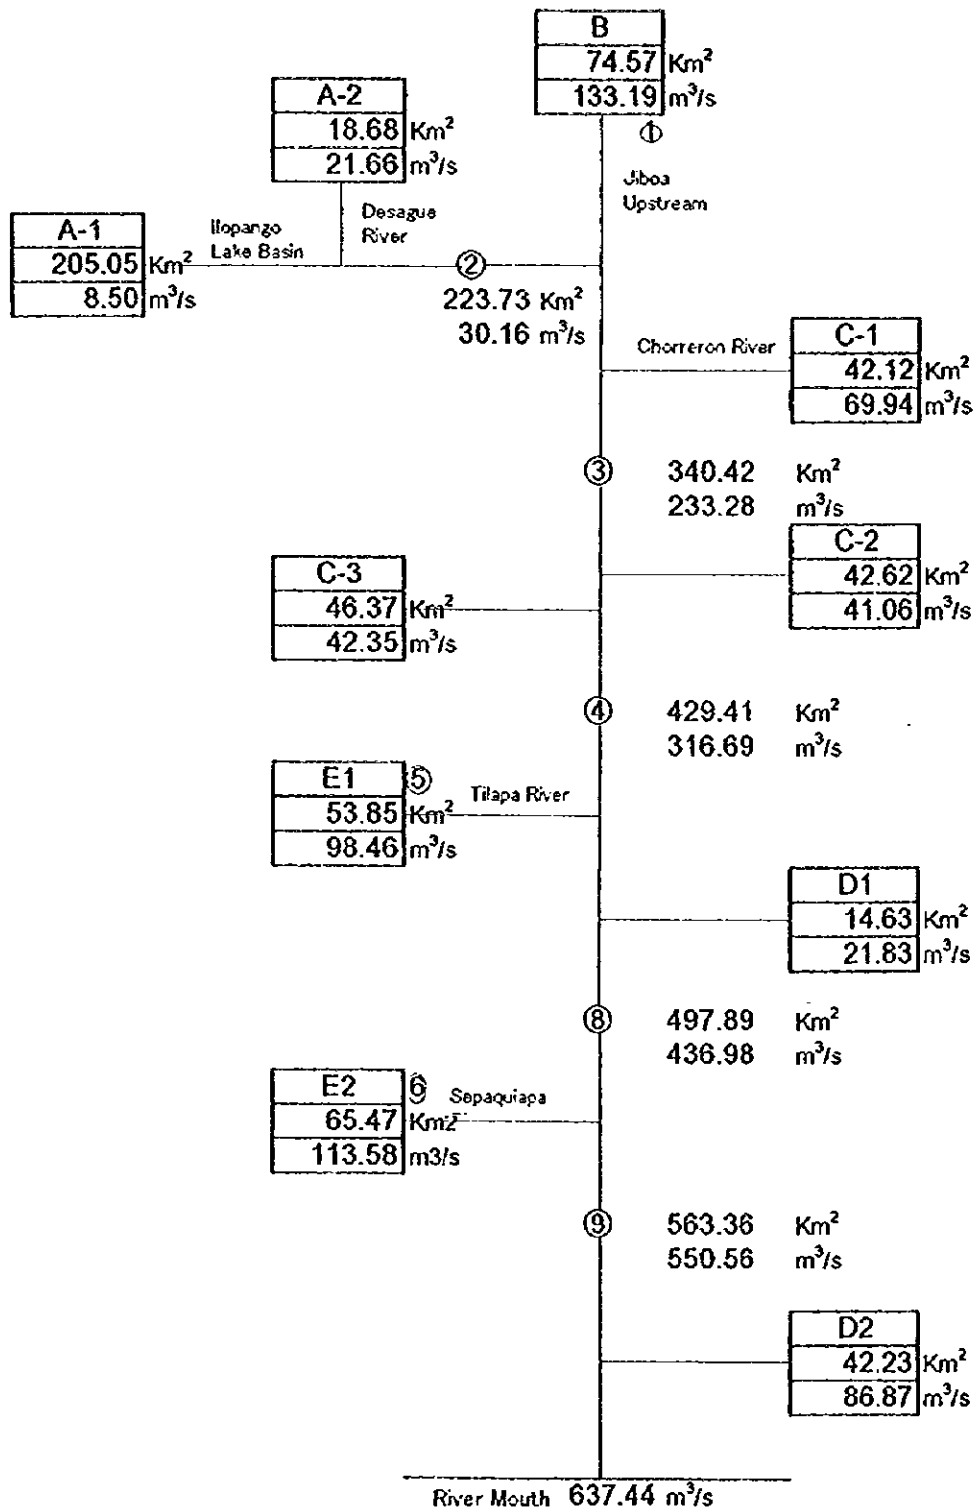 B
74.57 Km²
133.19 m³/s
①
Jiboa
Upstream
A-2
18.68 Km²
21.66 m³/s
Desague
River
A-1
205.05 Km²
8.50 m³/s
Ilopango
Lake Basin
②
223.73 Km²
30.16 m³/s
Chorreron River
C-1
42.12 Km²
69.94 m³/s
③ 340.42 Km²
233.28 m³/s
C-2
42.62 Km²
41.06 m³/s
C-3
46.37 Km²
42.35 m³/s
④ 429.41 Km²
316.69 m³/s
E1 ⑤
53.85 Km²
98.46 m³/s
Tilapa River
D1
14.63 Km²
21.83 m³/s
⑧ 497.89 Km²
436.98 m³/s
E2 ⑥
65.47 Km2
113.58 m3/s
Sepaquiapa
⑨ 563.36 Km²
550.56 m³/s
D2
42.23 Km²
86.87 m³/s
River Mouth 637.44 m³/s